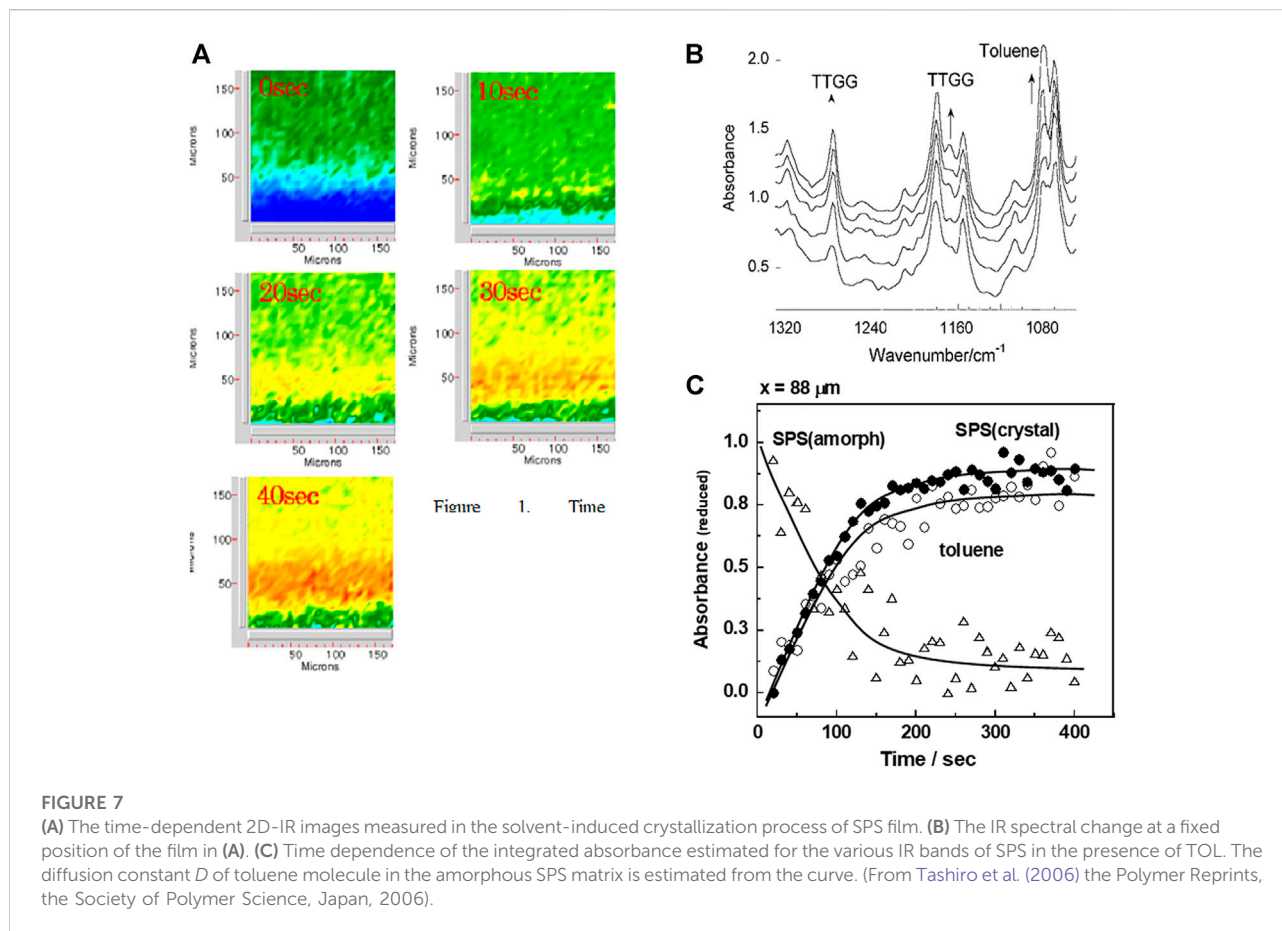 A
0sec
150
100
50
Microns
50 100 150
Microns
10sec
150
100
50
Microns
50 100 150
Microns
20sec
150
100
50
Microns
50 100 150
Microns
30sec
150
100
50
Microns
50 100 150
Microns
40sec
150
100
50
Microns
50 100 150
Microns
Figure 1. Time
B
2.0
1.5
1.0
0.5
Absorbance
TTGG
TTGG
Toluene
1320 1240 1160 1080
Wavenumber/cm-1
C
x = 88 μm
SPS(amorph)
SPS(crystal)
toluene
1.0
0.8
0.5
0.3
0.0
Absorbance (reduced)
0 100 200 300 400
Time / sec
FIGURE 7
(A) The time-dependent 2D-IR images measured in the solvent-induced crystallization process of SPS film. (B) The IR spectral change at a fixed
position of the film in (A). (C) Time dependence of the integrated absorbance estimated for the various IR bands of SPS in the presence of TOL. The
diffusion constant D of toluene molecule in the amorphous SPS matrix is estimated from the curve. (From Tashiro et al. (2006) the Polymer Reprints,
the Society of Polymer Science, Japan, 2006).